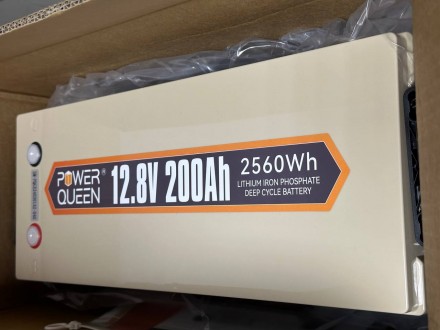 POWER
QUEEN
®
12.8V 200Ah
2560Wh
LITHIUM IRON PHOSPHATE
DEEP CYCLE BATTERY